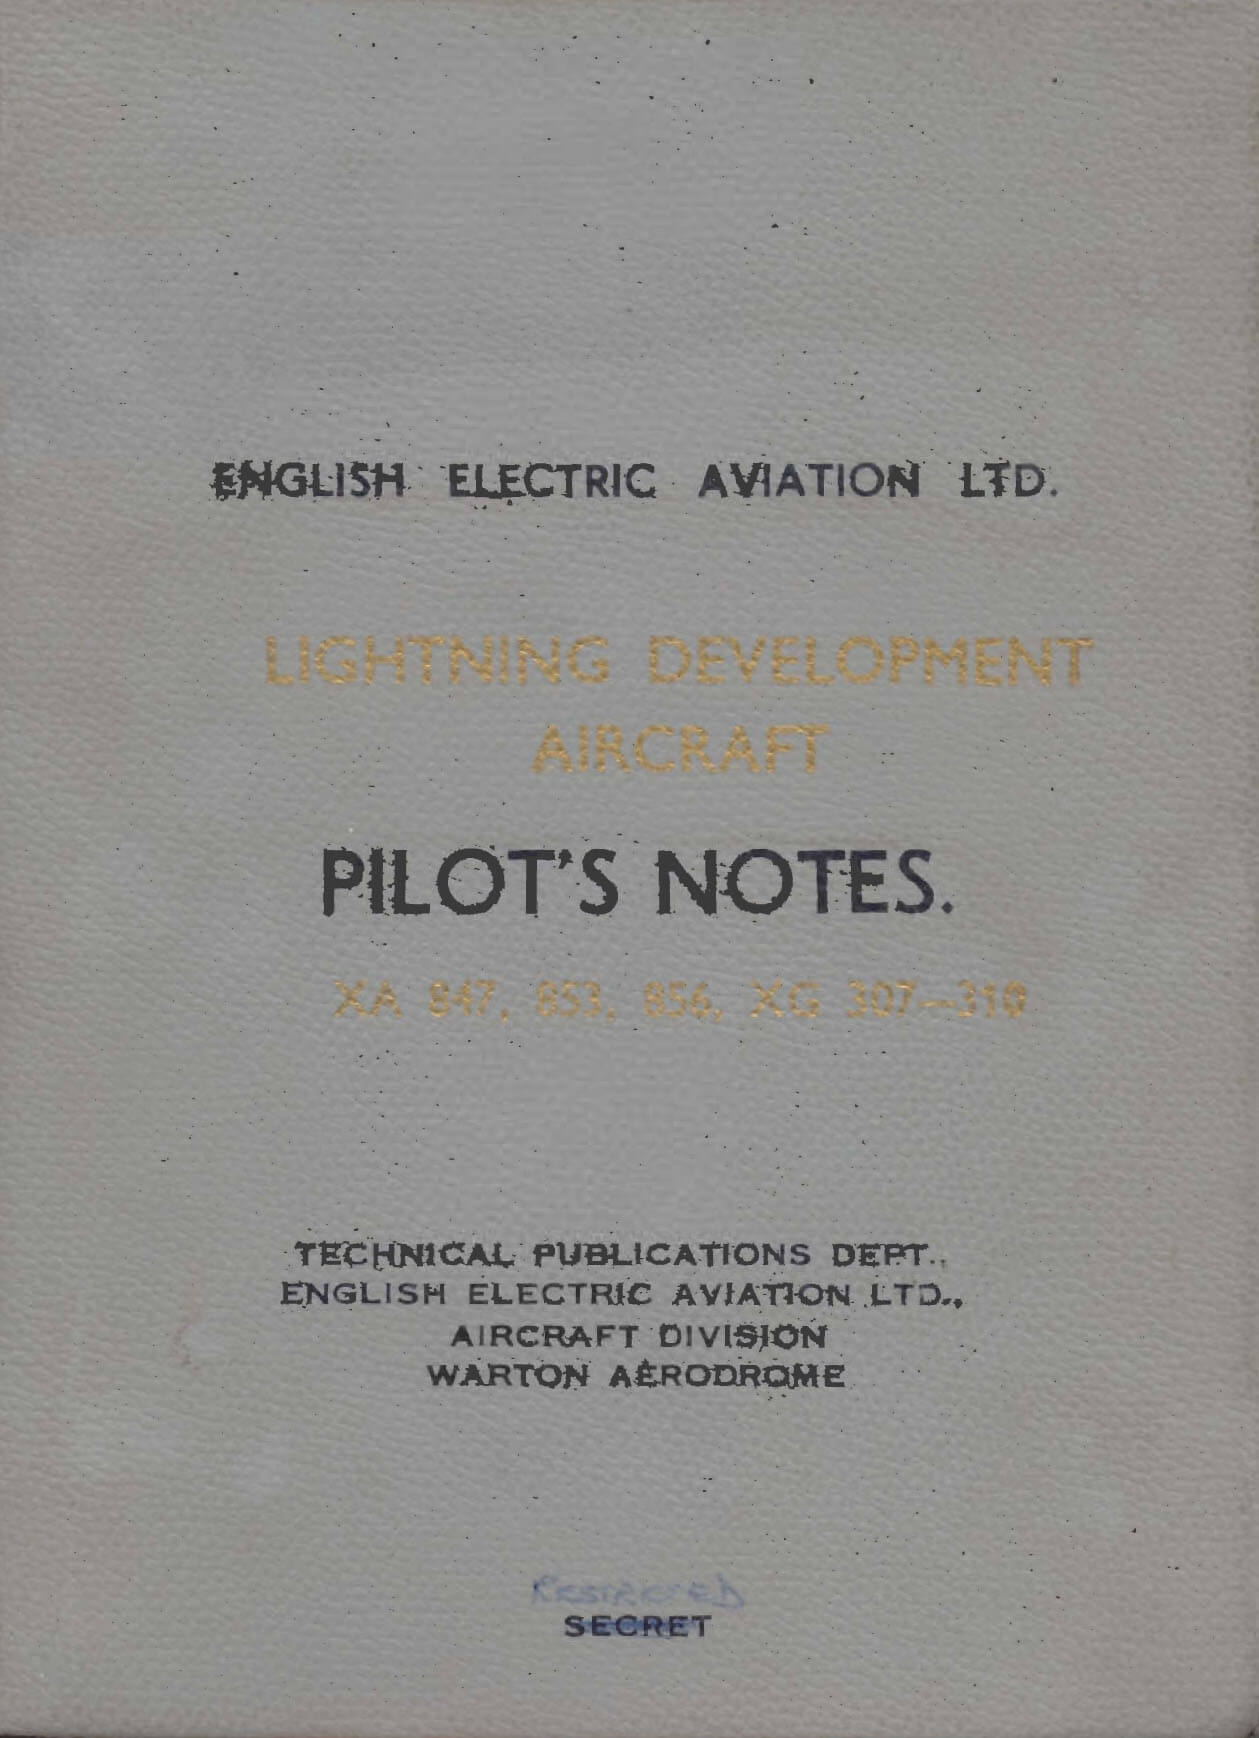 ENGLISH ELECTRIC AVIATION LTD.
LIGHTNING DEVELOPMENT
AIRCRAFT
PILOT'S NOTES.
XA 847, 853, 856, XG 307—310
TECHNICAL PUBLICATIONS DEPT.,
ENGLISH ELECTRIC AVIATION LTD.,
AIRCRAFT DIVISION
WARTON AERODROME
RESTRICTED
SECRET